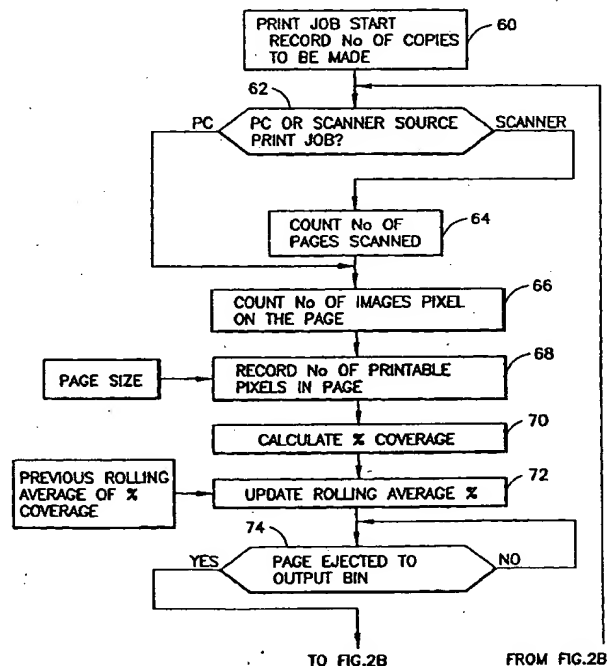 PRINT JOB START
RECORD No OF COPIES
TO BE MADE
60
62
PC
PC OR SCANNER SOURCE
PRINT JOB?
SCANNER
COUNT No OF
PAGES SCANNED
64
COUNT No OF IMAGES PIXEL
ON THE PAGE
66
PAGE SIZE
RECORD No OF PRINTABLE
PIXELS IN PAGE
68
CALCULATE % COVERAGE
70
PREVIOUS ROLLING
AVERAGE OF %
COVERAGE
UPDATE ROLLING AVERAGE %
72
74
YES
PAGE EJECTED TO
OUTPUT BIN
NO
TO FIG.2B
FROM FIG.2B